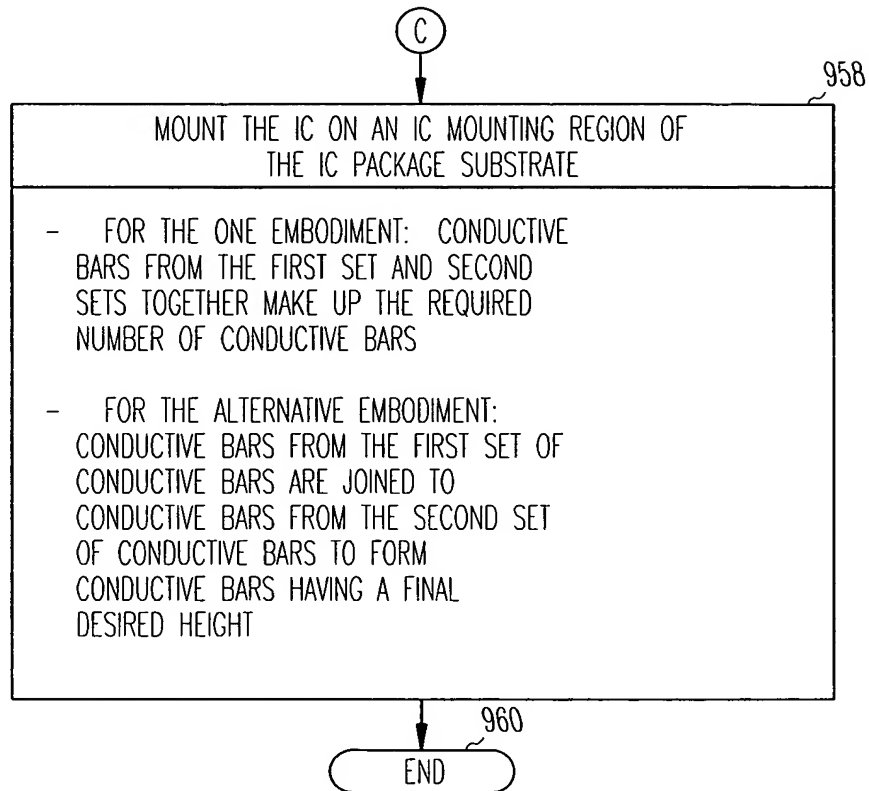 C
958
MOUNT THE IC ON AN IC MOUNTING REGION OF
THE IC PACKAGE SUBSTRATE
- FOR THE ONE EMBODIMENT: CONDUCTIVE
BARS FROM THE FIRST SET AND SECOND
SETS TOGETHER MAKE UP THE REQUIRED
NUMBER OF CONDUCTIVE BARS
- FOR THE ALTERNATIVE EMBODIMENT:
CONDUCTIVE BARS FROM THE FIRST SET OF
CONDUCTIVE BARS ARE JOINED TO
CONDUCTIVE BARS FROM THE SECOND SET
OF CONDUCTIVE BARS TO FORM
CONDUCTIVE BARS HAVING A FINAL
DESIRED HEIGHT
960
END